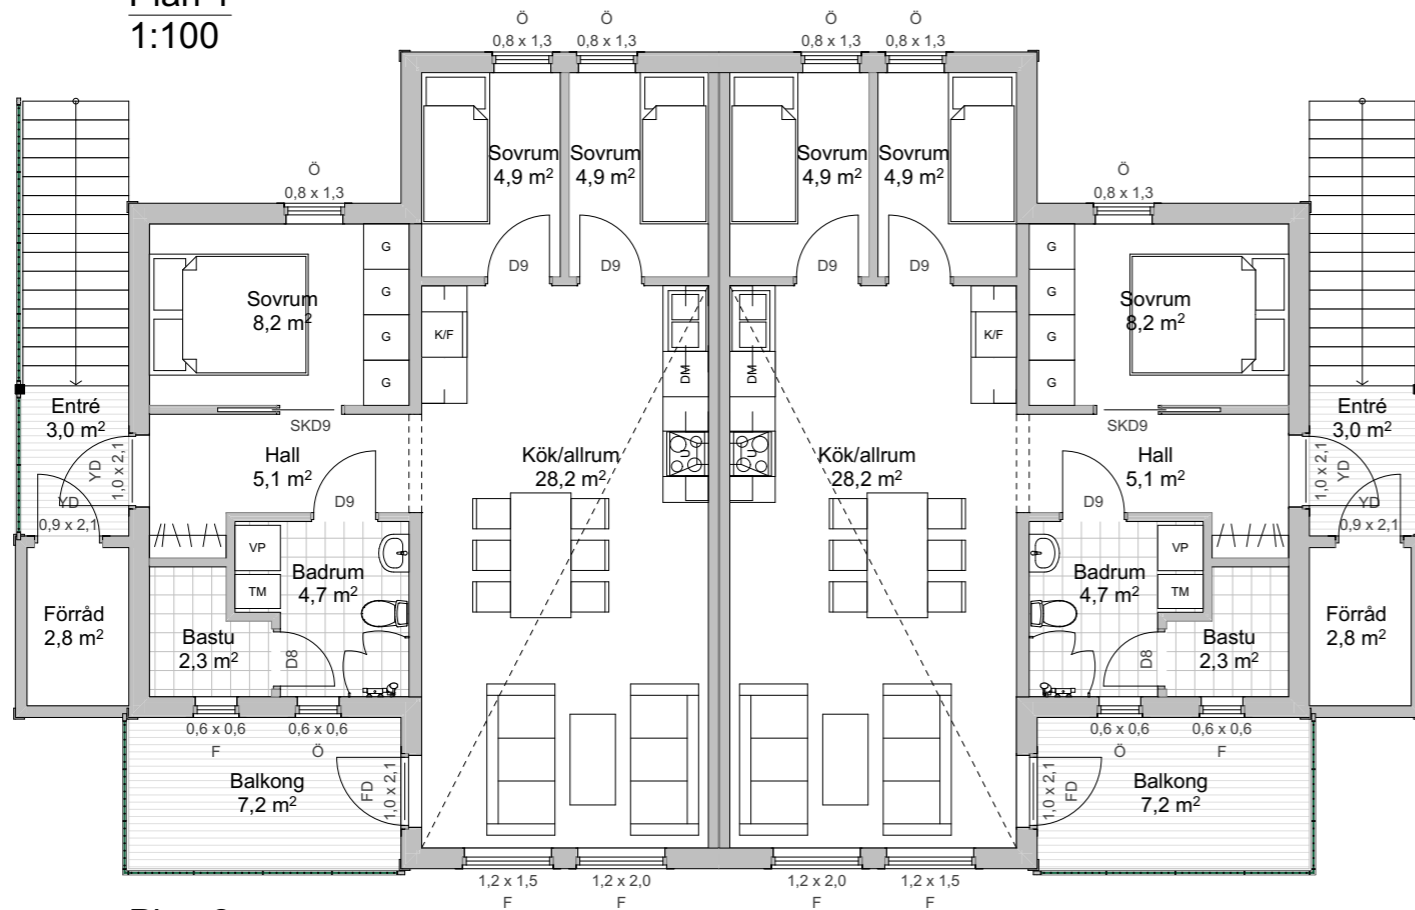 1:100
Ö Ö Ö Ö
0,8 x 1,3 0,8 x 1,3 0,8 x 1,3 0,8 x 1,3
Sovrum Sovrum Sovrum Sovrum
4,9 m² 4,9 m² 4,9 m² 4,9 m²
Ö Ö
0,8 x 1,3 0,8 x 1,3
D9 D9 D9 D9
G G
Sovrum G G Sovrum
8,2 m² 8,2 m²
K/F K/F
G G
DM DM
G G
Entré Entré
3,0 m² 3,0 m²
SKD9 SKD9
Hall Kök/allrum Kök/allrum Hall
5,1 m² 28,2 m² 28,2 m² 5,1 m²
U U
1,0 x 2,1 1,0 x 2,1
YD YD
YD YD
0,9 x 2,1 0,9 x 2,1
D9 D9
VP VP
Badrum Badrum
4,7 m² 4,7 m²
TM TM
Förråd Förråd
2,8 m² 2,8 m²
Bastu Bastu
2,3 m² 2,3 m²
D8 D8
0,6 x 0,6 0,6 x 0,6 0,6 x 0,6 0,6 x 0,6
F Ö Ö F
Balkong Balkong
7,2 m² 7,2 m²
FD FD
1,0 x 2,1 1,0 x 2,1
1,2 x 1,5 1,2 x 2,0 1,2 x 2,0 1,2 x 1,5
F F F F